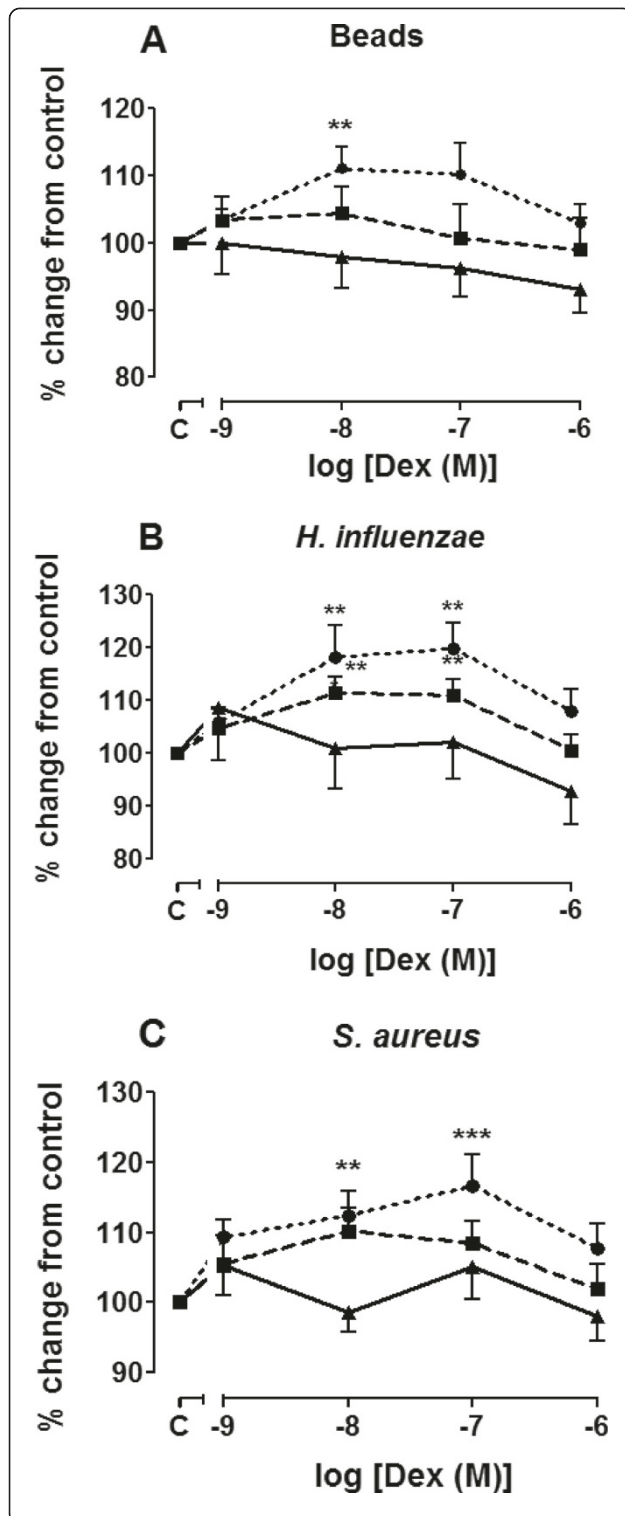 A Beads
% change from control
120
**
110
100
90
80
C -9 -8 -7 -6
log [Dex (M)]
B H. influenzae
% change from control
130
** **
120
** **
110
100
90
80
C -9 -8 -7 -6
log [Dex (M)]
C S. aureus
% change from control
130
***
120
**
110
100
90
C -9 -8 -7 -6
log [Dex (M)]